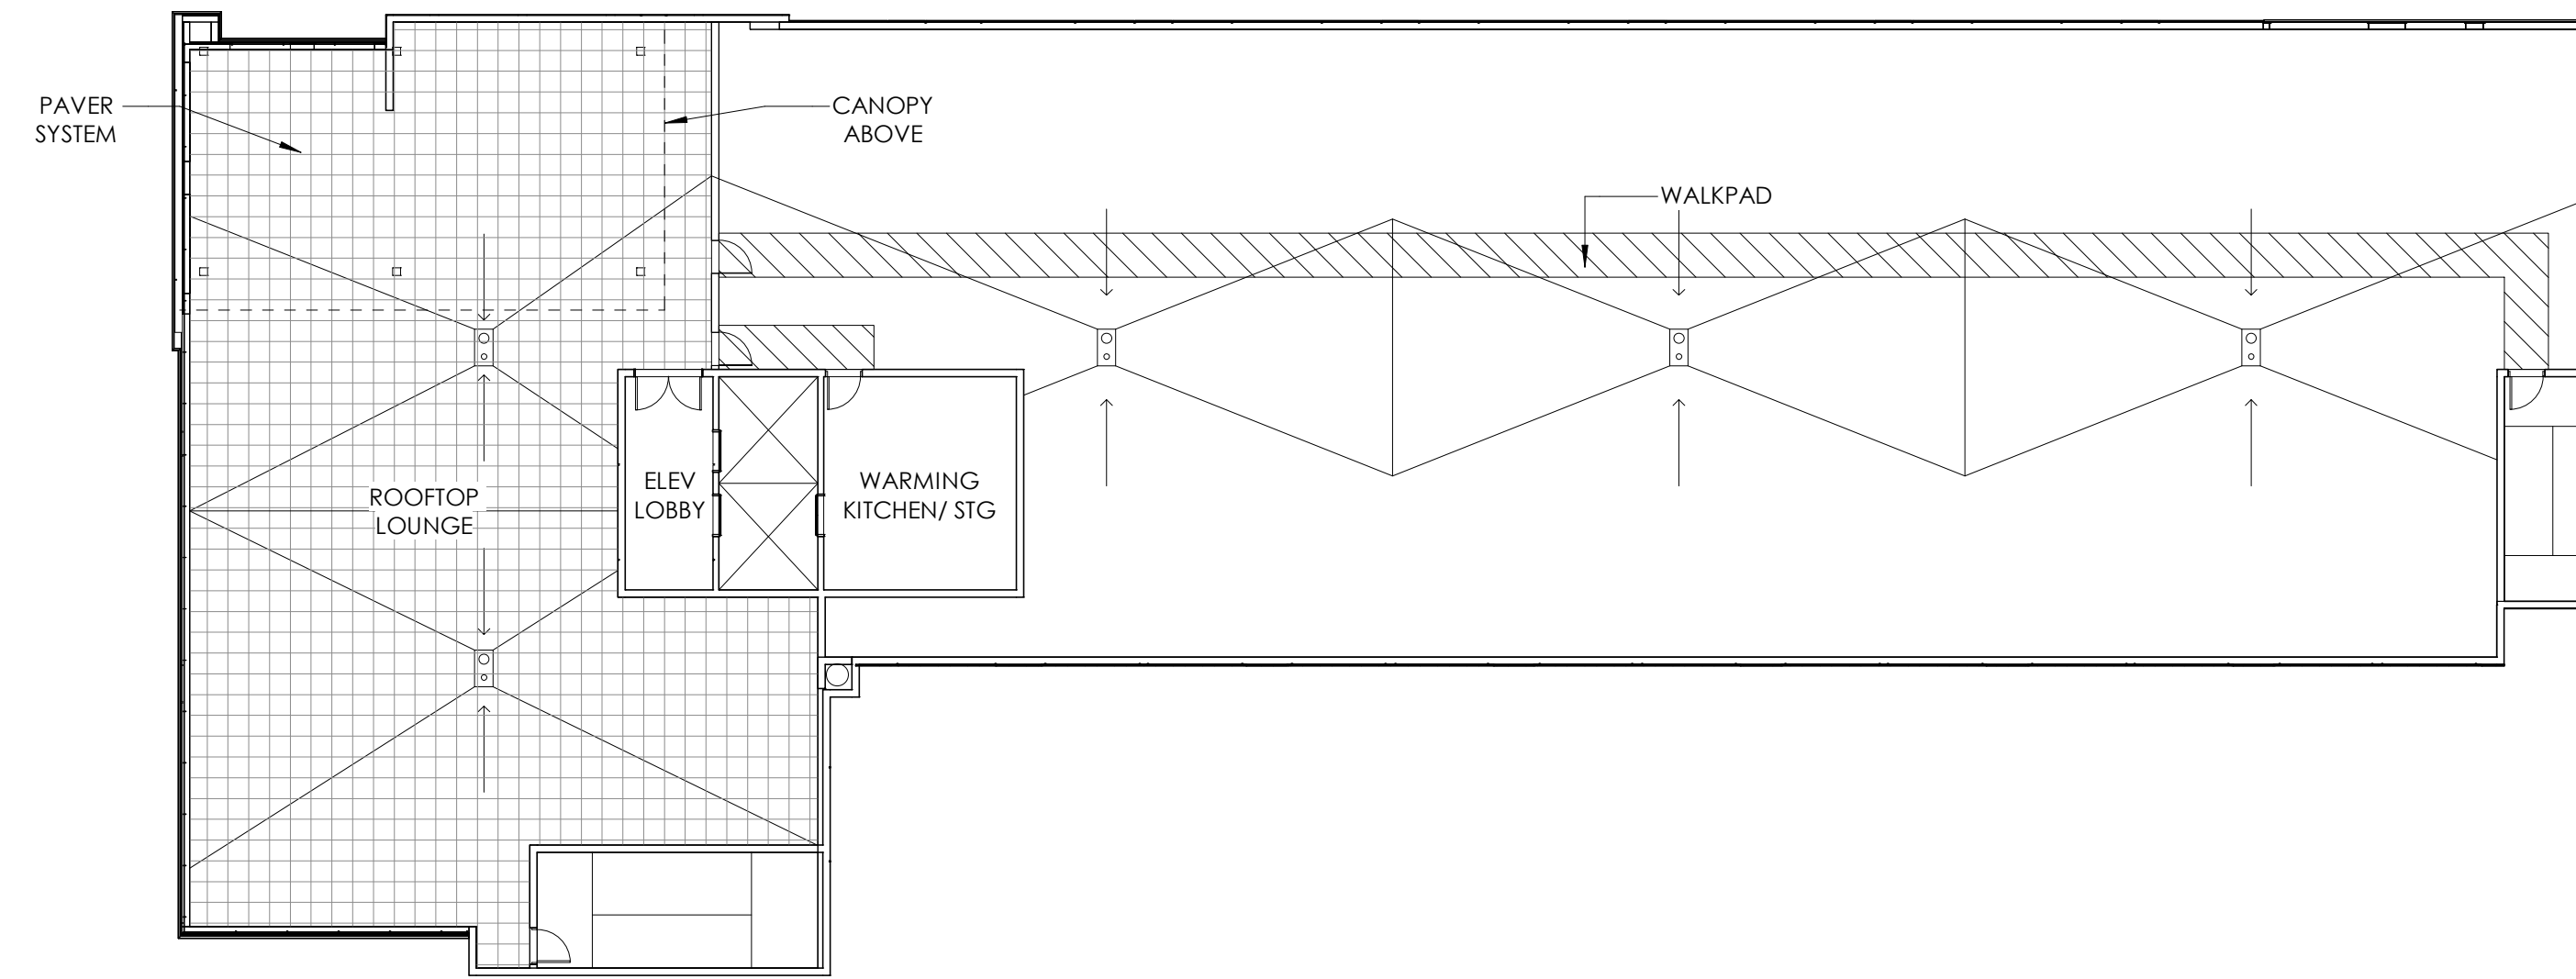 PAVER
SYSTEM
CANOPY
ABOVE
WALKPAD
ROOFTOP
LOUNGE
ELEV
LOBBY
WARMING
KITCHEN/ STG